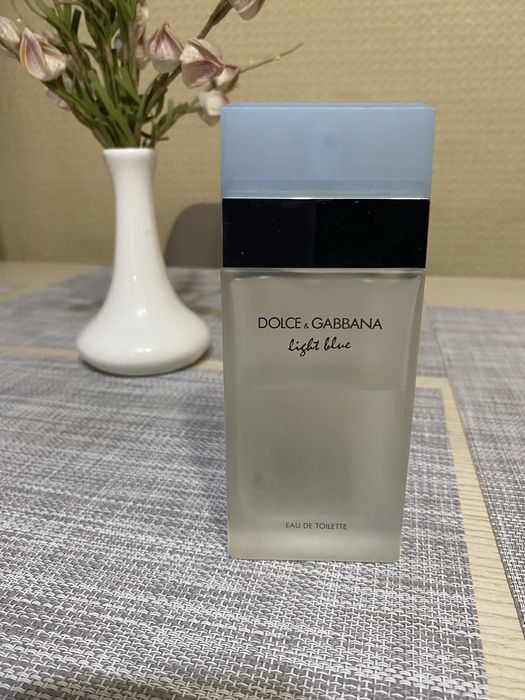 DOLCE & GABBANA
light blue
EAU DE TOILETTE